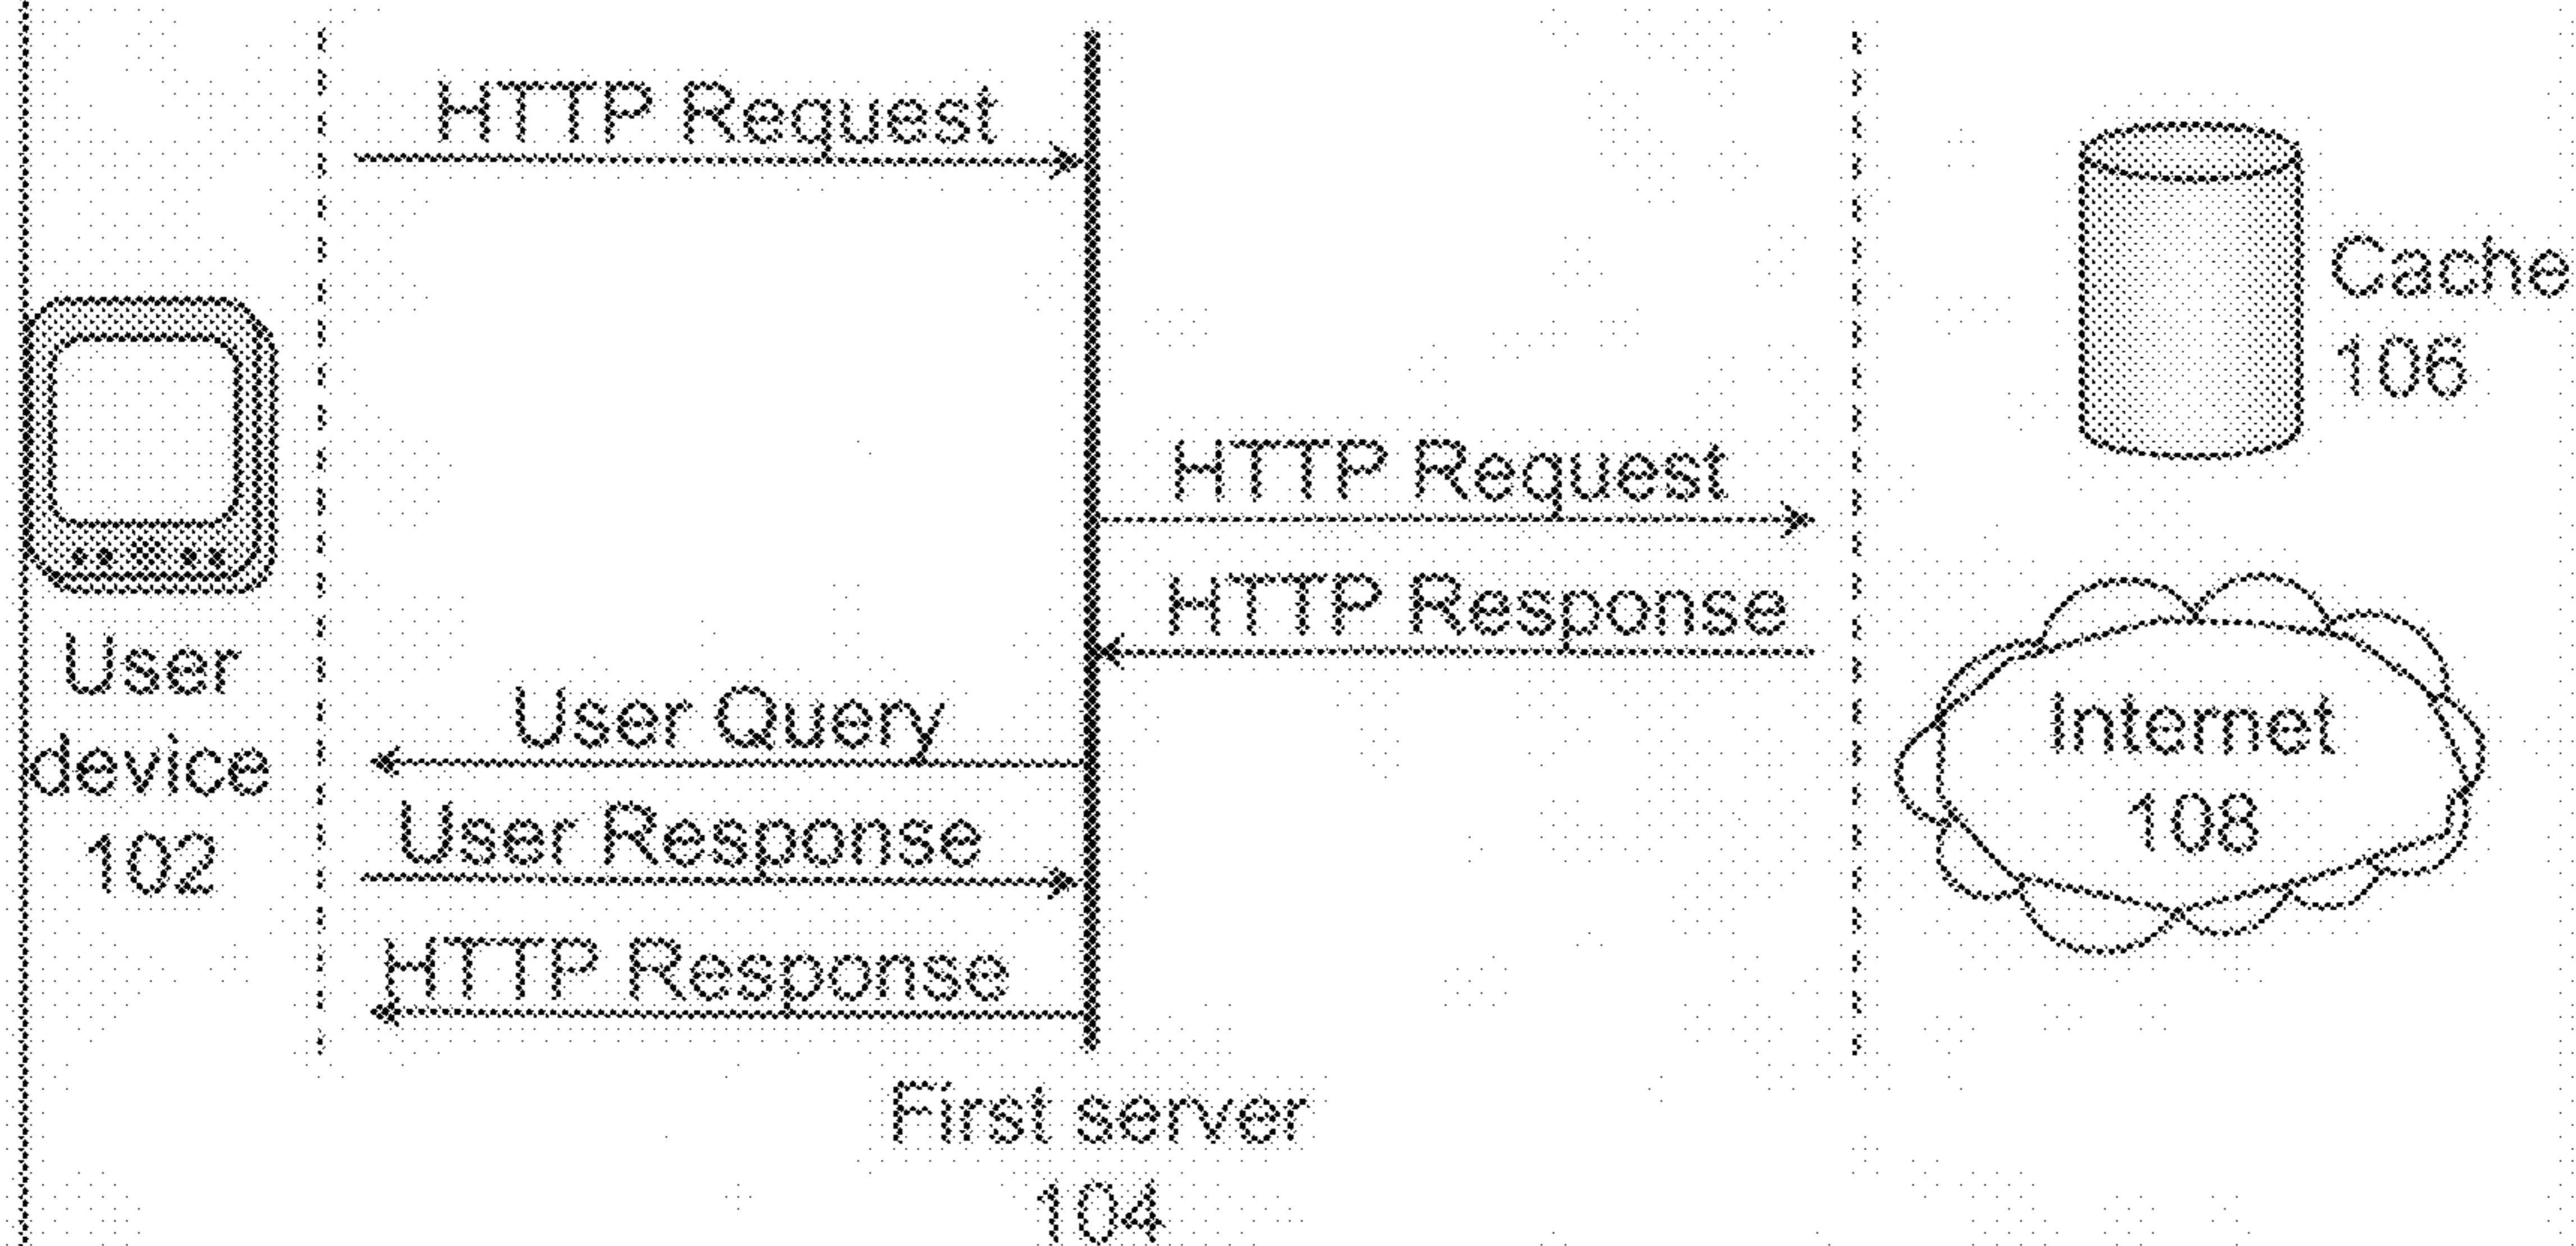 HTTP Request
Cache
106
HTTP Request
HTTP Response
User
device
102
User Query
User Response
HTTP Response
Internet
108
First server
104